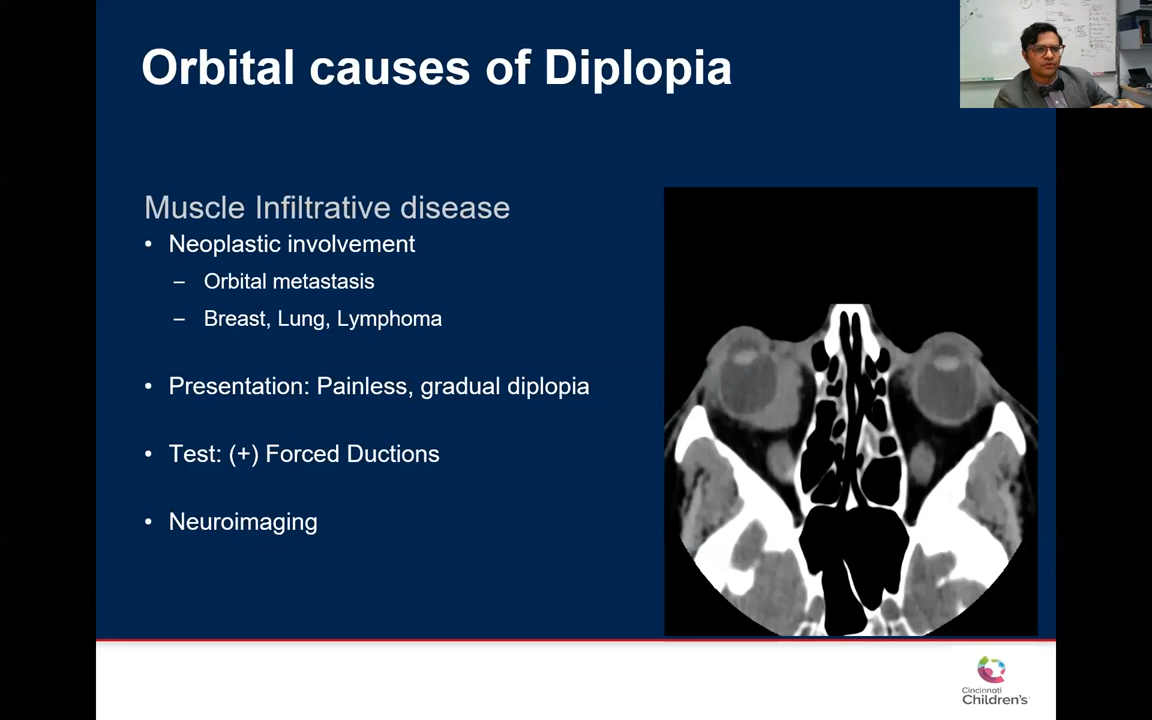 Orbital causes of Diplopia
Muscle Infiltrative disease
• Neoplastic involvement
– Orbital metastasis
– Breast, Lung, Lymphoma
• Presentation: Painless, gradual diplopia
• Test: (+) Forced Ductions
• Neuroimaging
Cincinnati
Children's